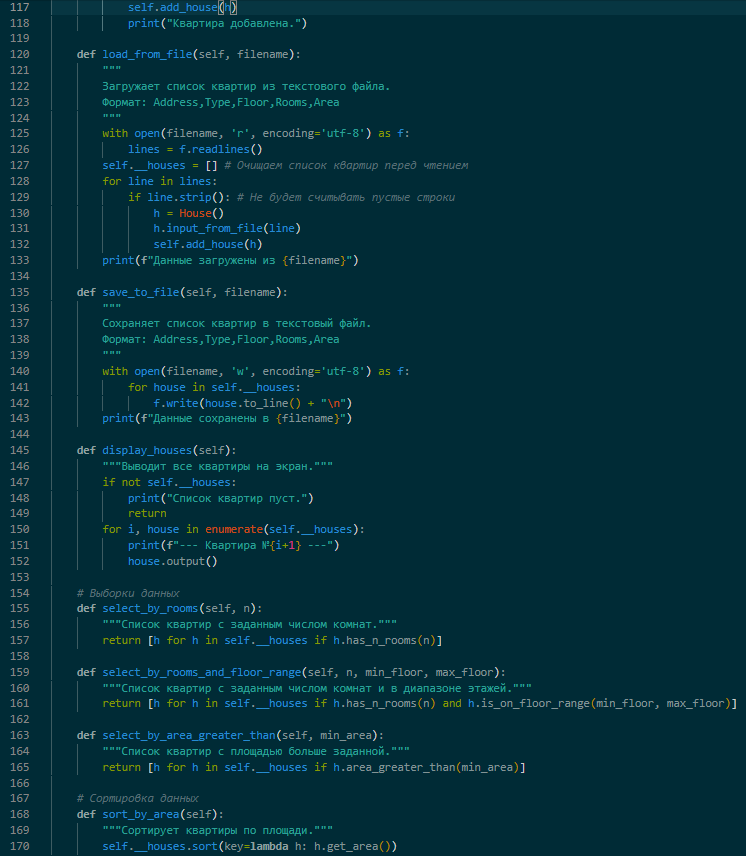 117 self.add_house(h)
118 print("Квартира добавлена.")
119
120 def load_from_file(self, filename):
121 """
122 Загружает список квартир из текстового файла.
123 Формат: Address,Type,Floor,Rooms,Area
124 """
125 with open(filename, 'r', encoding='utf-8') as f:
126 lines = f.readlines()
127 self.__houses = [] # Очищаем список квартир перед чтением
128 for line in lines:
129 if line.strip(): # Не будет считывать пустые строки
130 h = House()
131 h.input_from_file(line)
132 self.add_house(h)
133 print(f"Данные загружены из {filename}")
134
135 def save_to_file(self, filename):
136 """
137 Сохраняет список квартир в текстовый файл.
138 Формат: Address,Type,Floor,Rooms,Area
139 """
140 with open(filename, 'w', encoding='utf-8') as f:
141 for house in self.__houses:
142 f.write(house.to_line() + "\n")
143 print(f"Данные сохранены в {filename}")
144
145 def display_houses(self):
146 """Выводит все квартиры на экран."""
147 if not self.__houses:
148 print("Список квартир пуст.")
149 return
150 for i, house in enumerate(self.__houses):
151 print(f"--- Квартира №{i+1} ---")
152 house.output()
153
154 # Выборки данных
155 def select_by_rooms(self, n):
156 """Список квартир с заданным числом комнат."""
157 return [h for h in self.__houses if h.has_n_rooms(n)]
158
159 def select_by_rooms_and_floor_range(self, n, min_floor, max_floor):
160 """Список квартир с заданным числом комнат и в диапазоне этажей."""
161 return [h for h in self.__houses if h.has_n_rooms(n) and h.is_on_floor_range(min_floor, max_floor)]
162
163 def select_by_area_greater_than(self, min_area):
164 """Список квартир с площадью больше заданной."""
165 return [h for h in self.__houses if h.area_greater_than(min_area)]
166
167 # Сортировка данных
168 def sort_by_area(self):
169 """Сортирует квартиры по площади."""
170 self.__houses.sort(key=lambda h: h.get_area())